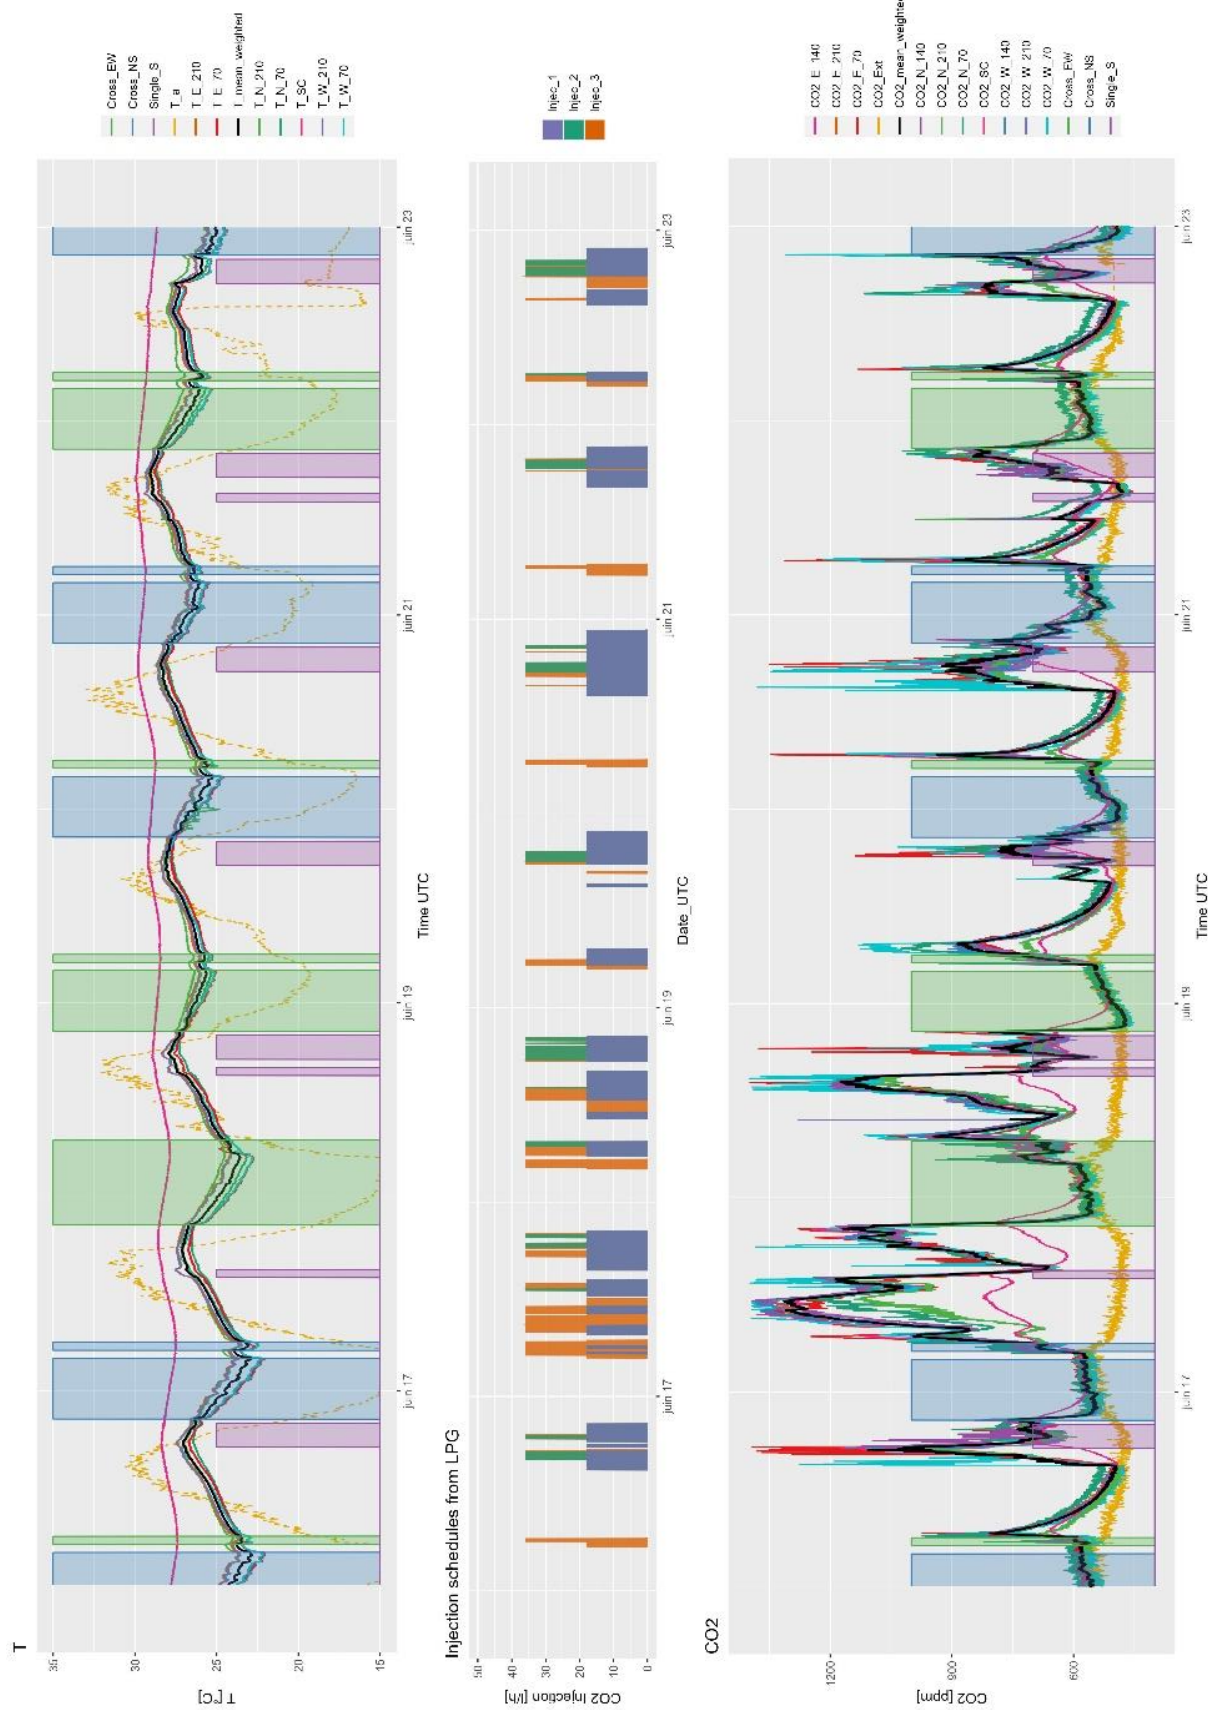 T
35
30
25
20
15
T [°C]
juin 17
juin 19
juin 21
juin 23
Time UTC
Cross_EW
Cross_NS
Single_S
T_a
T_E_210
T_E_70
T_mean_weighted
T_N_210
T_N_70
T_SC
T_W_210
T_W_70
Injection schedules from LPG
50
40
30
20
10
0
CO2 Injection [l/h]
juin 17
juin 19
juin 21
juin 23
Date_UTC
Injec_1
Injec_2
Injec_3
CO2
1200
900
600
CO2 [ppm]
juin 17
juin 19
juin 21
juin 23
Time UTC
CO2_E_140
CO2_E_210
CO2_E_70
CO2_Ext
CO2_mean_weighted
CO2_N_140
CO2_N_210
CO2_N_70
CO2_SC
CO2_W_140
CO2_W_210
CO2_W_70
Cross_EW
Cross_NS
Single_S